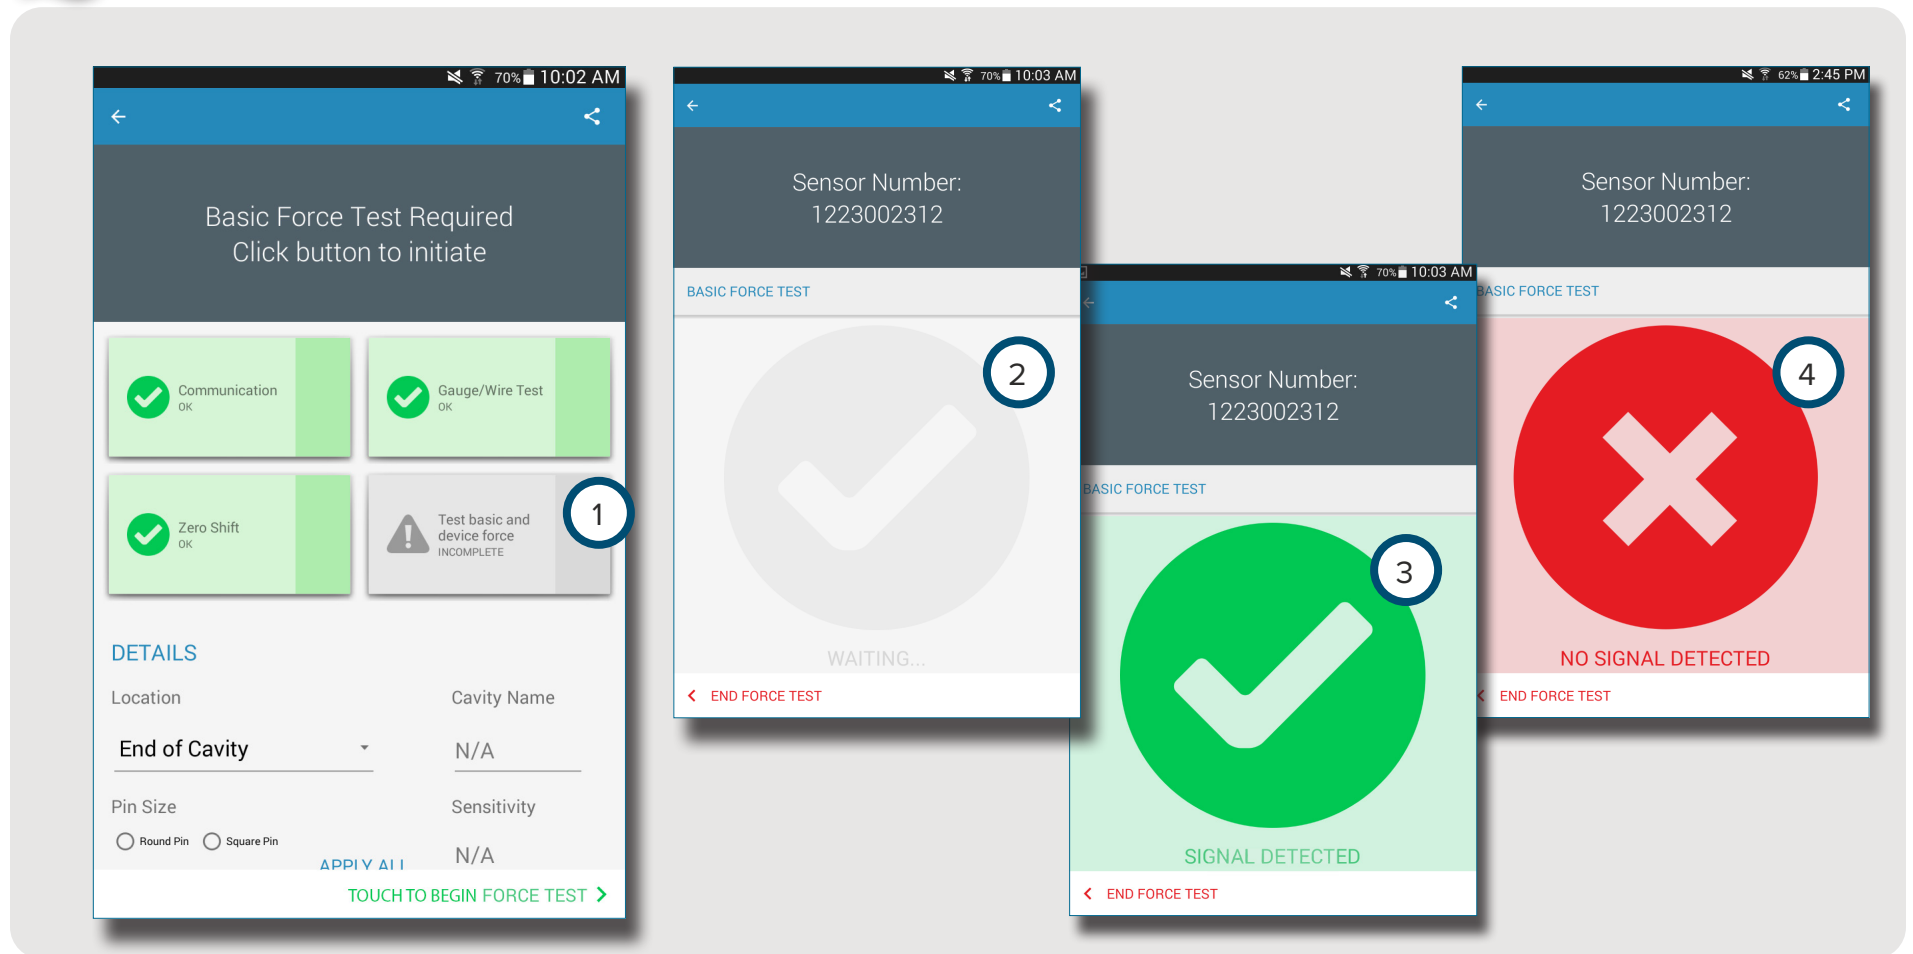 70% 10:02 AM
Basic Force Test Required
Click button to initiate
Communication
OK
Gauge/Wire Test
OK
Zero Shift
OK
Test basic and
device force
INCOMPLETE
1
DETAILS
Location
Cavity Name
End of Cavity
N/A
Pin Size
Sensitivity
Round Pin
Square Pin
N/A
APPLY ALL
TOUCH TO BEGIN FORCE TEST
70% 10:03 AM
Sensor Number:
1223002312
BASIC FORCE TEST
2
WAITING...
END FORCE TEST
70% 10:03 AM
Sensor Number:
1223002312
BASIC FORCE TEST
3
SIGNAL DETECTED
END FORCE TEST
62% 2:45 PM
Sensor Number:
1223002312
BASIC FORCE TEST
4
NO SIGNAL DETECTED
END FORCE TEST